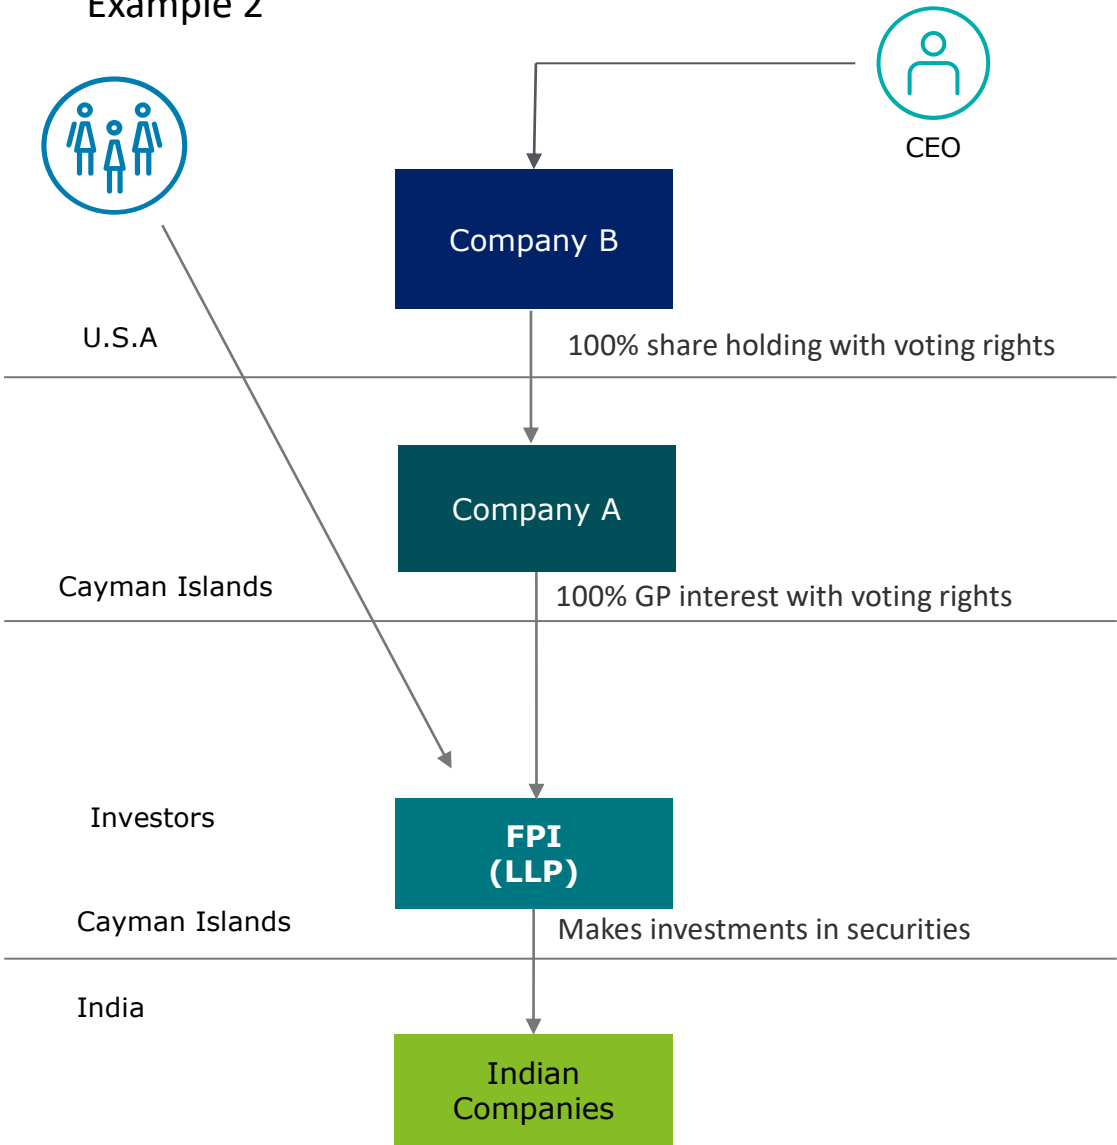 Example 2
CEO
Company B
U.S.A
100% share holding with voting rights
Company A
Cayman Islands
100% GP interest with voting rights
Investors
FPI
(LLP)
Cayman Islands
Makes investments in securities
India
Indian
Companies